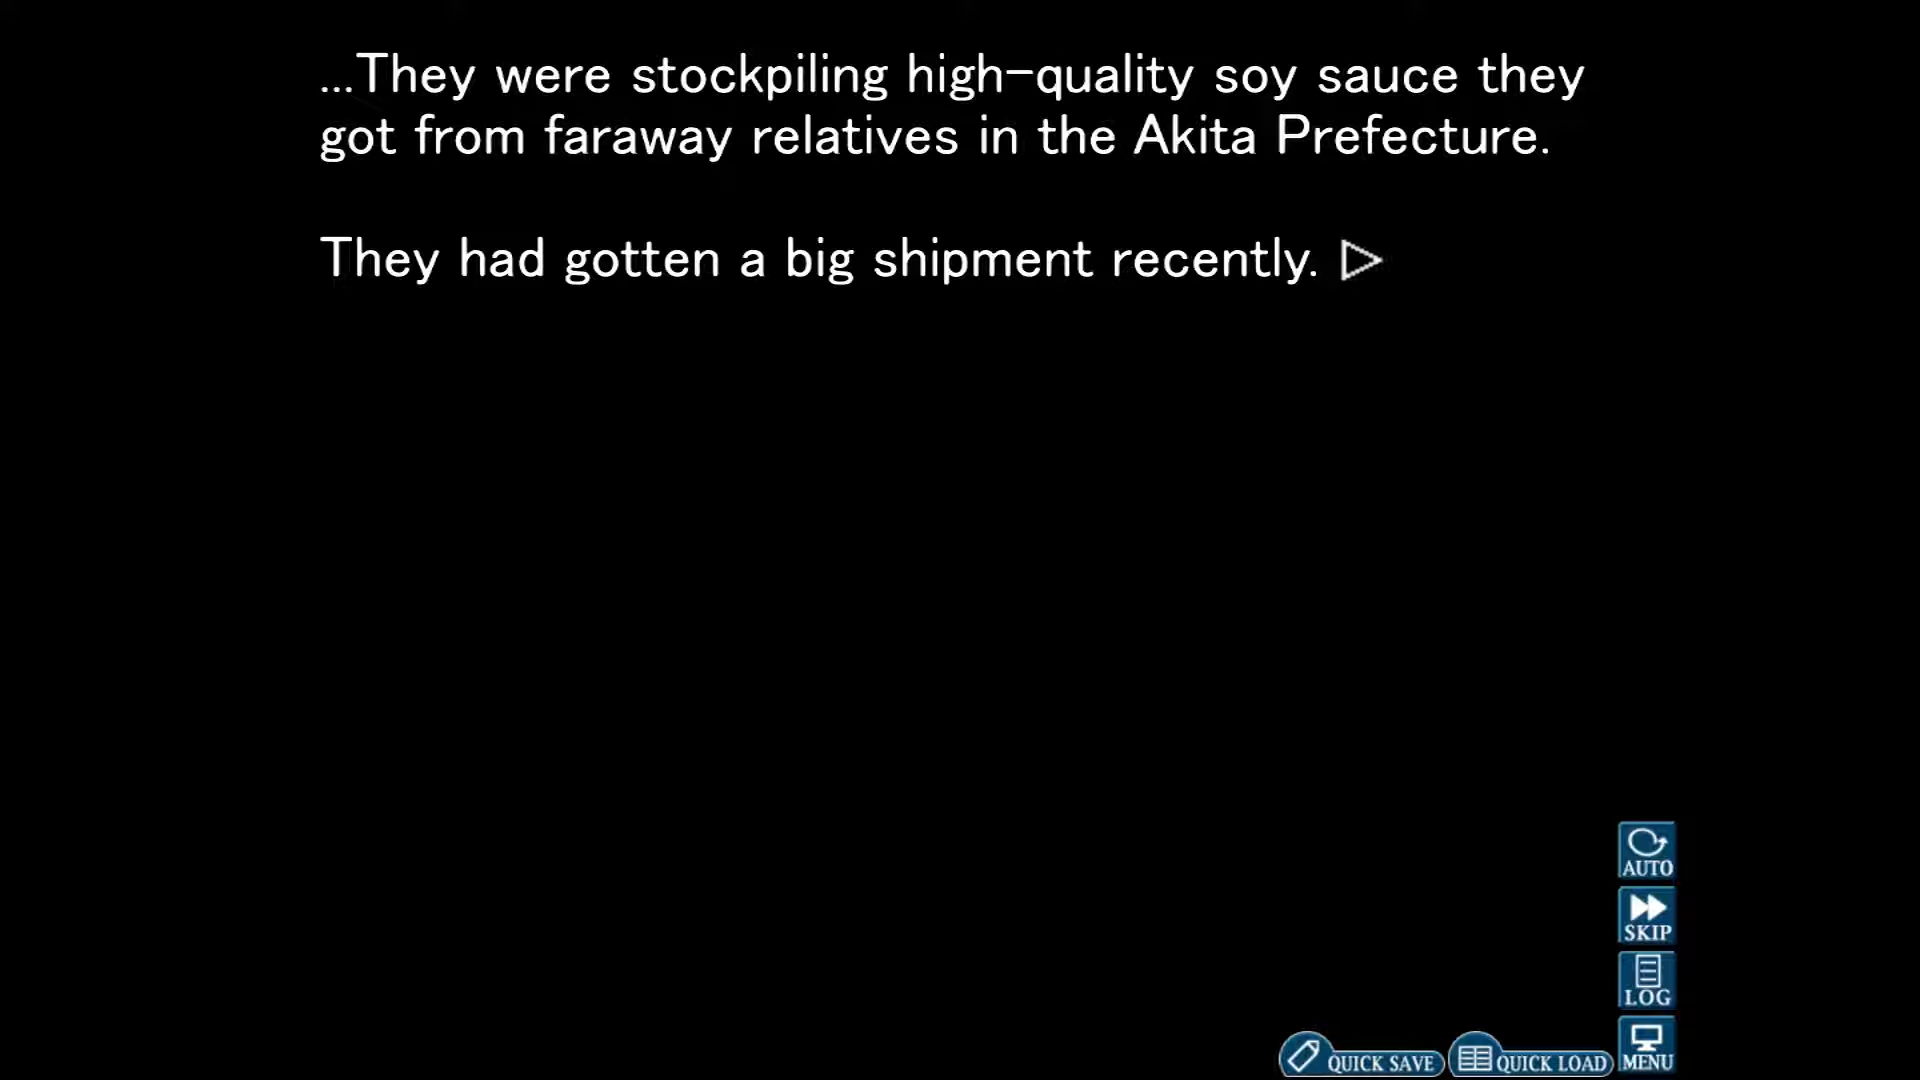 ...They were stockpiling high-quality soy sauce they
got from faraway relatives in the Akita Prefecture.
They had gotten a big shipment recently.
AUTO
SKIP
LOG
QUICK SAVE
QUICK LOAD
MENU